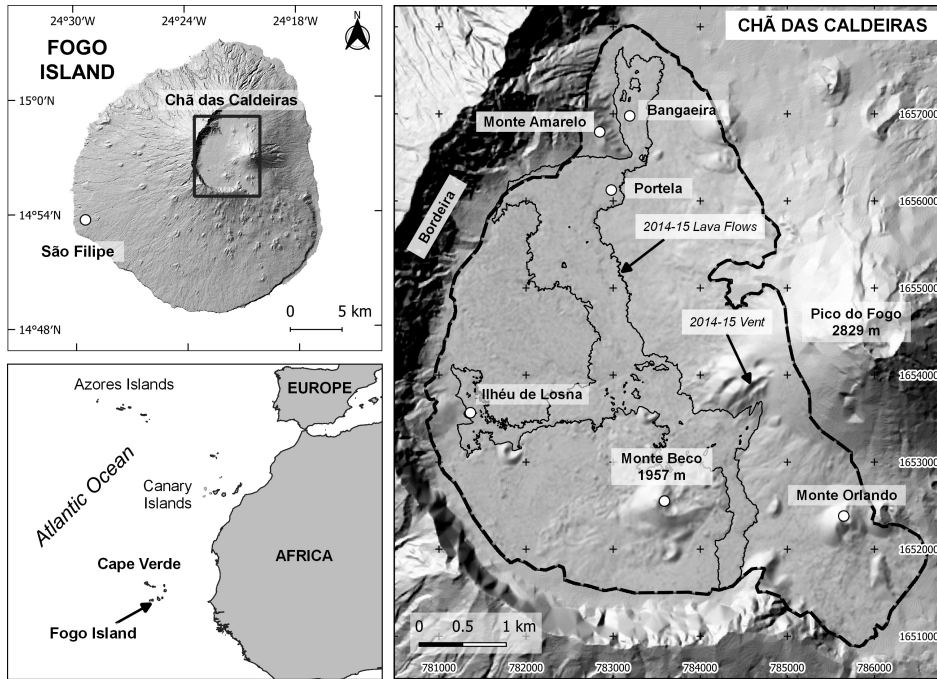 24°30'W
24°24'W
24°18'W
N
FOGO
ISLAND
15°0'N
Chã das Caldeiras
14°54'N
São Filipe
0
5 km
14°48'N
Azores Islands
EUROPE
Atlantic Ocean
Canary
Islands
AFRICA
Cape Verde
Fogo Island
CHÃ DAS CALDEIRAS
Bangaeira
1657000
Monte Amarelo
Portela
1656000
Bordeira
2014-15 Lava Flows
1655000
Pico do Fogo
2829 m
2014-15 Vent
1654000
Ilhéu de Losna
Monte Beco
1957 m
1653000
Monte Orlando
1652000
0
0.5
1 km
1651000
781000
782000
783000
784000
785000
786000